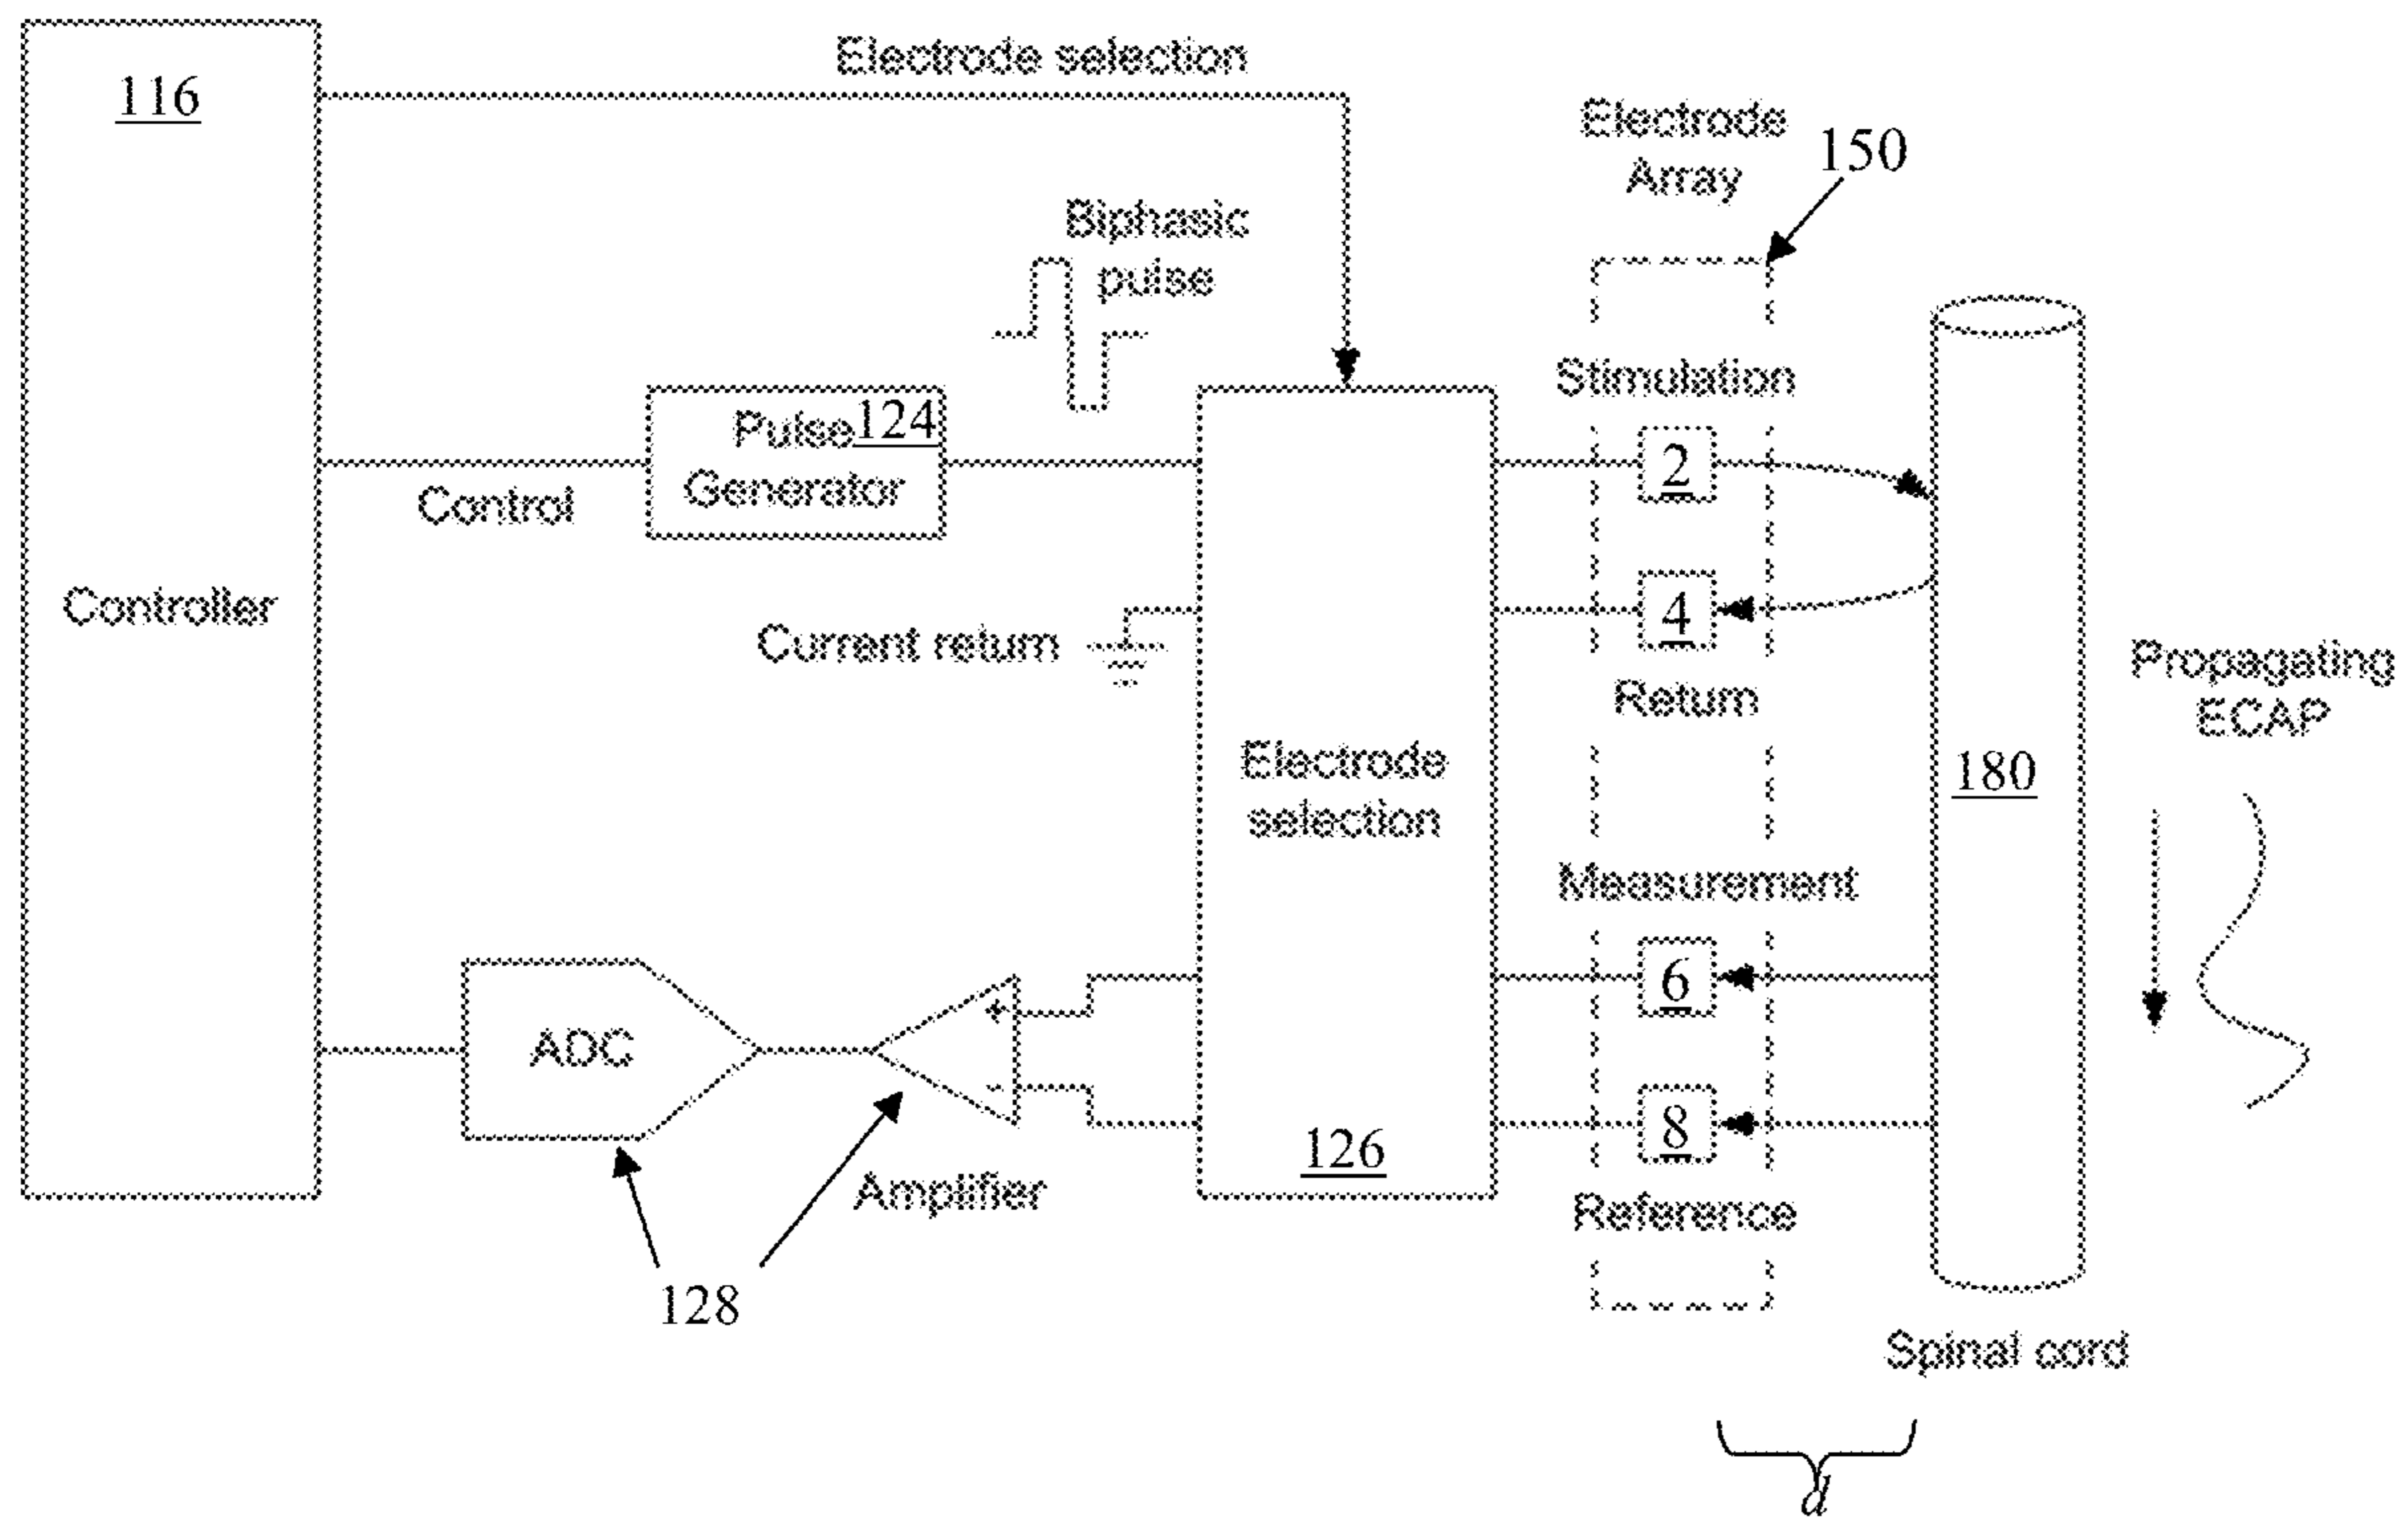 116
Controller
Electrode selection
Control
Pulse 124
Generator
Biphasic
pulse
Current return
ADC
+
-
Amplifier
128
Electrode
selection
126
Electrode
Array
150
Stimulation
2
4
Return
Measurement
6
8
Reference
180
Spinal cord
Propagating
ECAP
d